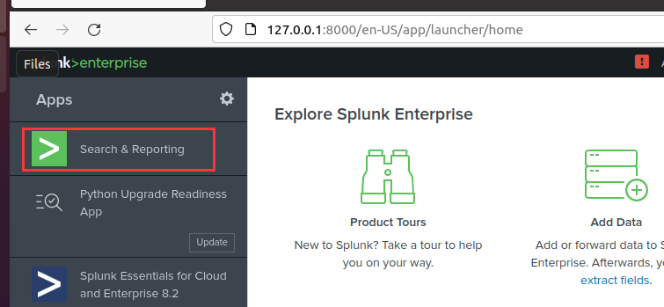 127.0.0.1:8000/en-US/app/launcher/home
Files
nk>enterprise
Apps
Explore Splunk Enterprise
Search & Reporting
Python Upgrade Readiness
App
Update
Splunk Essentials for Cloud
and Enterprise 8.2
Product Tours
New to Splunk? Take a tour to help
you on your way.
Add Data
Add or forward data to S
Enterprise. Afterwards, y
extract fields.